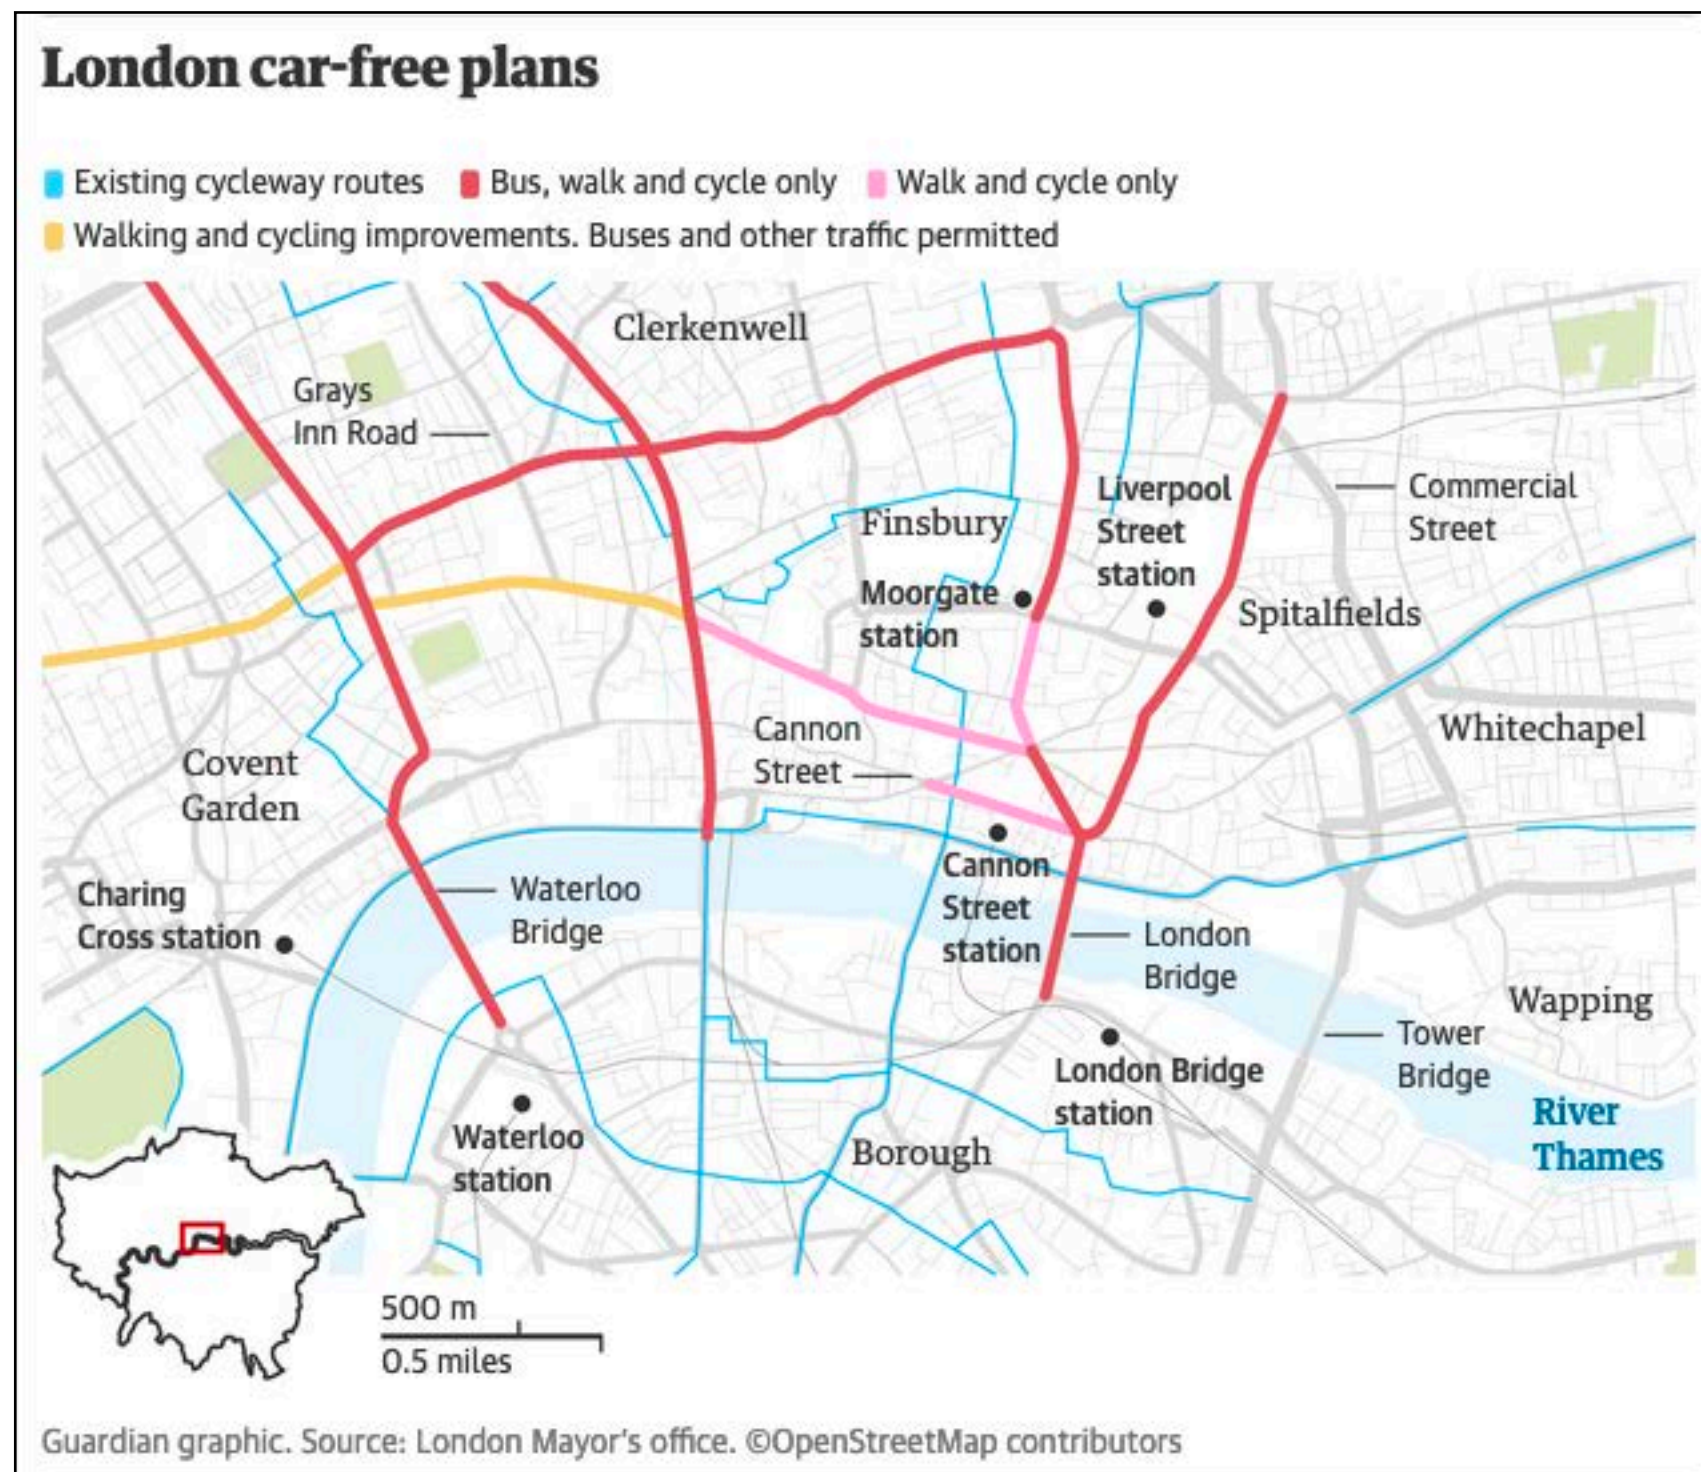 London car-free plans
Existing cycleway routes
Bus, walk and cycle only
Walk and cycle only
Walking and cycling improvements. Buses and other traffic permitted
Clerkenwell
Grays
Inn Road
Liverpool
Street
station
Commercial
Street
Finsbury
Moorgate
station
Spitalfields
Cannon
Street
Whitechapel
Covent
Garden
Charing
Cross station
Waterloo
Bridge
Cannon
Street
station
London
Bridge
Wapping
Tower
Bridge
London Bridge
station
River
Thames
Waterloo
station
Borough
500 m
0.5 miles
Guardian graphic. Source: London Mayor's office. ©OpenStreetMap contributors